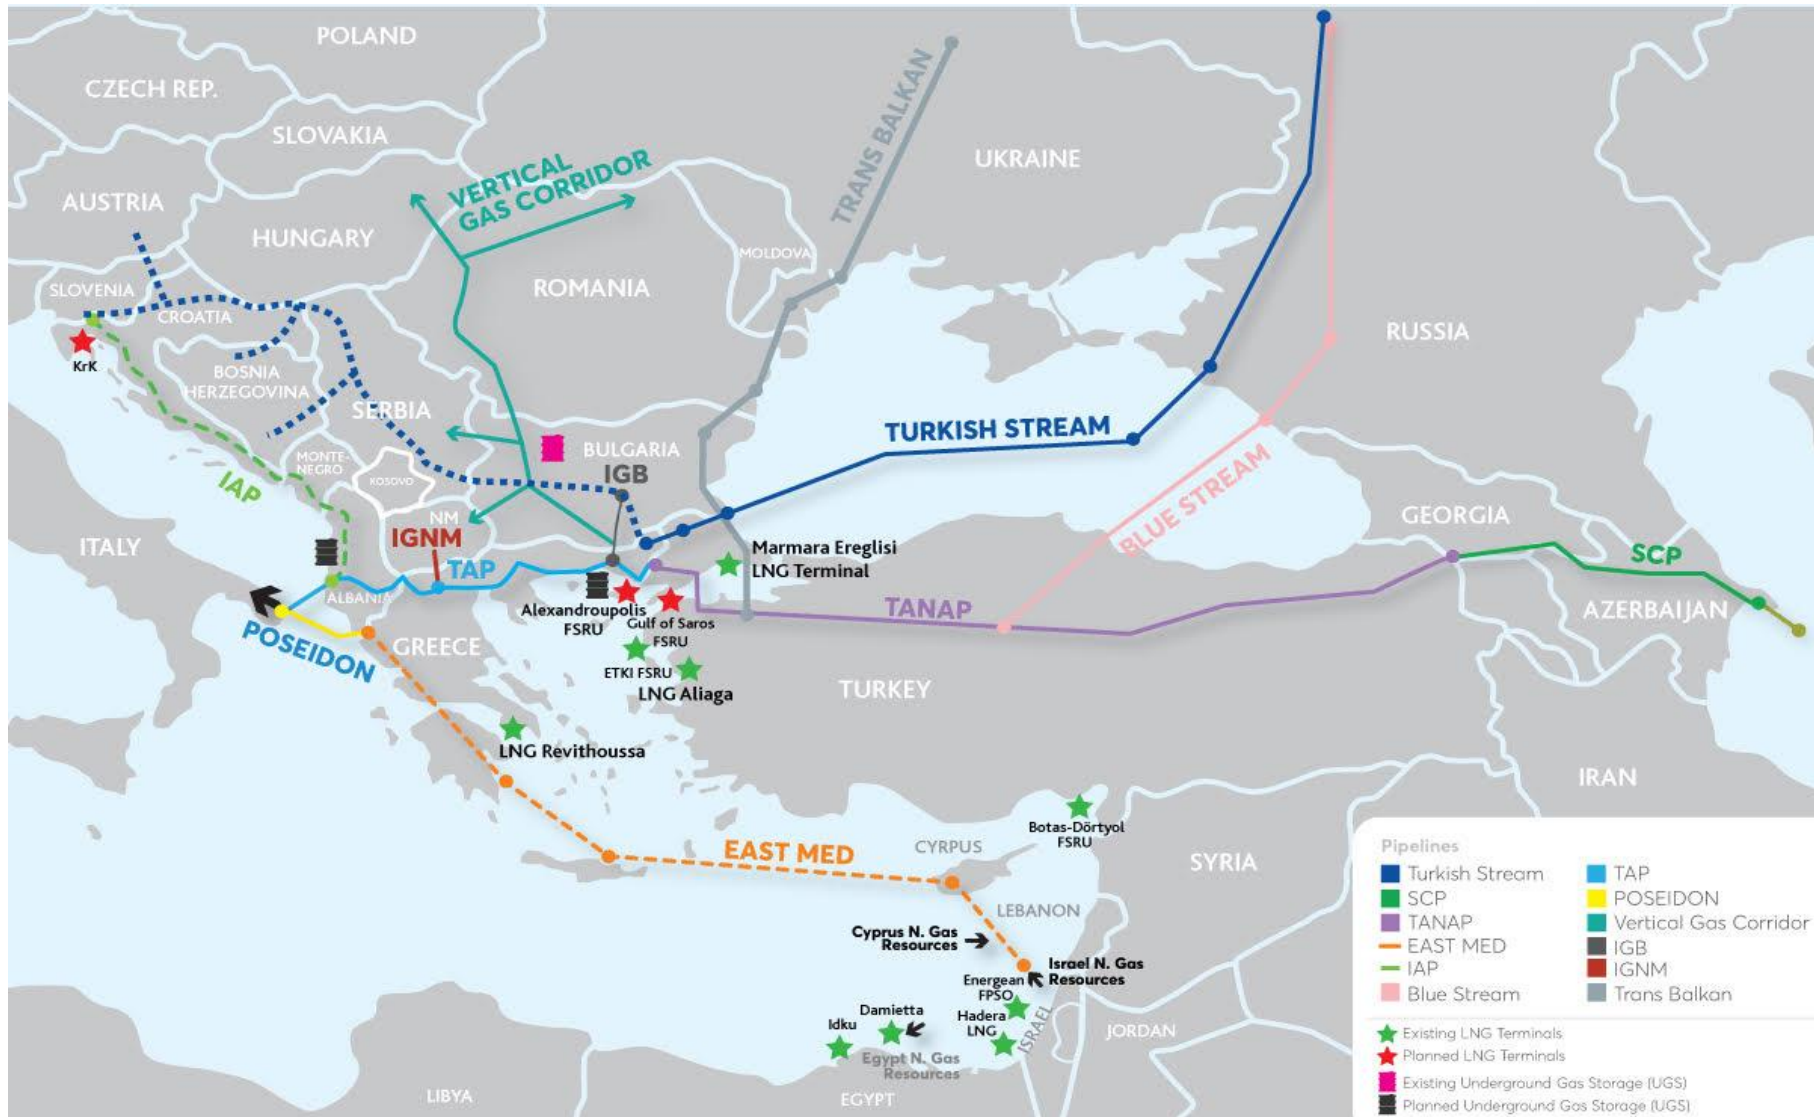 POLAND
CZECH REP.
SLOVAKIA
UKRAINE
TRANS BALKAN
VERTICAL
GAS CORRIDOR
AUSTRIA
HUNGARY
MOLDOVA
ROMANIA
SLOVENIA
CROATIA
RUSSIA
KrK
BOSNIA
HERZEGOVINA
SERBIA
TURKISH STREAM
BULGARIA
IGB
MONTE-
NEGRO
KOSOVO
IAP
BLUE STREAM
GEORGIA
NM
IGNM
ITALY
TAP
Marmara Ereglisi
LNG Terminal
SCP
ALBANIA
Alexandroupolis
FSRU
Gulf of Saros
FSRU
TANAP
AZERBAIJAN
POSEIDON
GREECE
ETKI FSRU
LNG Aliaga
TURKEY
LNG Revithoussa
IRAN
Botas-Dörtyol
FSRU
EAST MED
CYRPUS
SYRIA
LEBANON
Cyprus N. Gas
Resources
Israel N. Gas
Resources
Energean
FPSO
Damietta
Idku
Hadera
LNG
ISRAEL
JORDAN
Egypt N. Gas
Resources
LIBYA
EGYPT
Pipelines
Turkish Stream
SCP
TANAP
EAST MED
IAP
Blue Stream
TAP
POSEIDON
Vertical Gas Corridor
IGB
IGNM
Trans Balkan
Existing LNG Terminals
Planned LNG Terminals
Existing Underground Gas Storage (UGS)
Planned Underground Gas Storage (UGS)